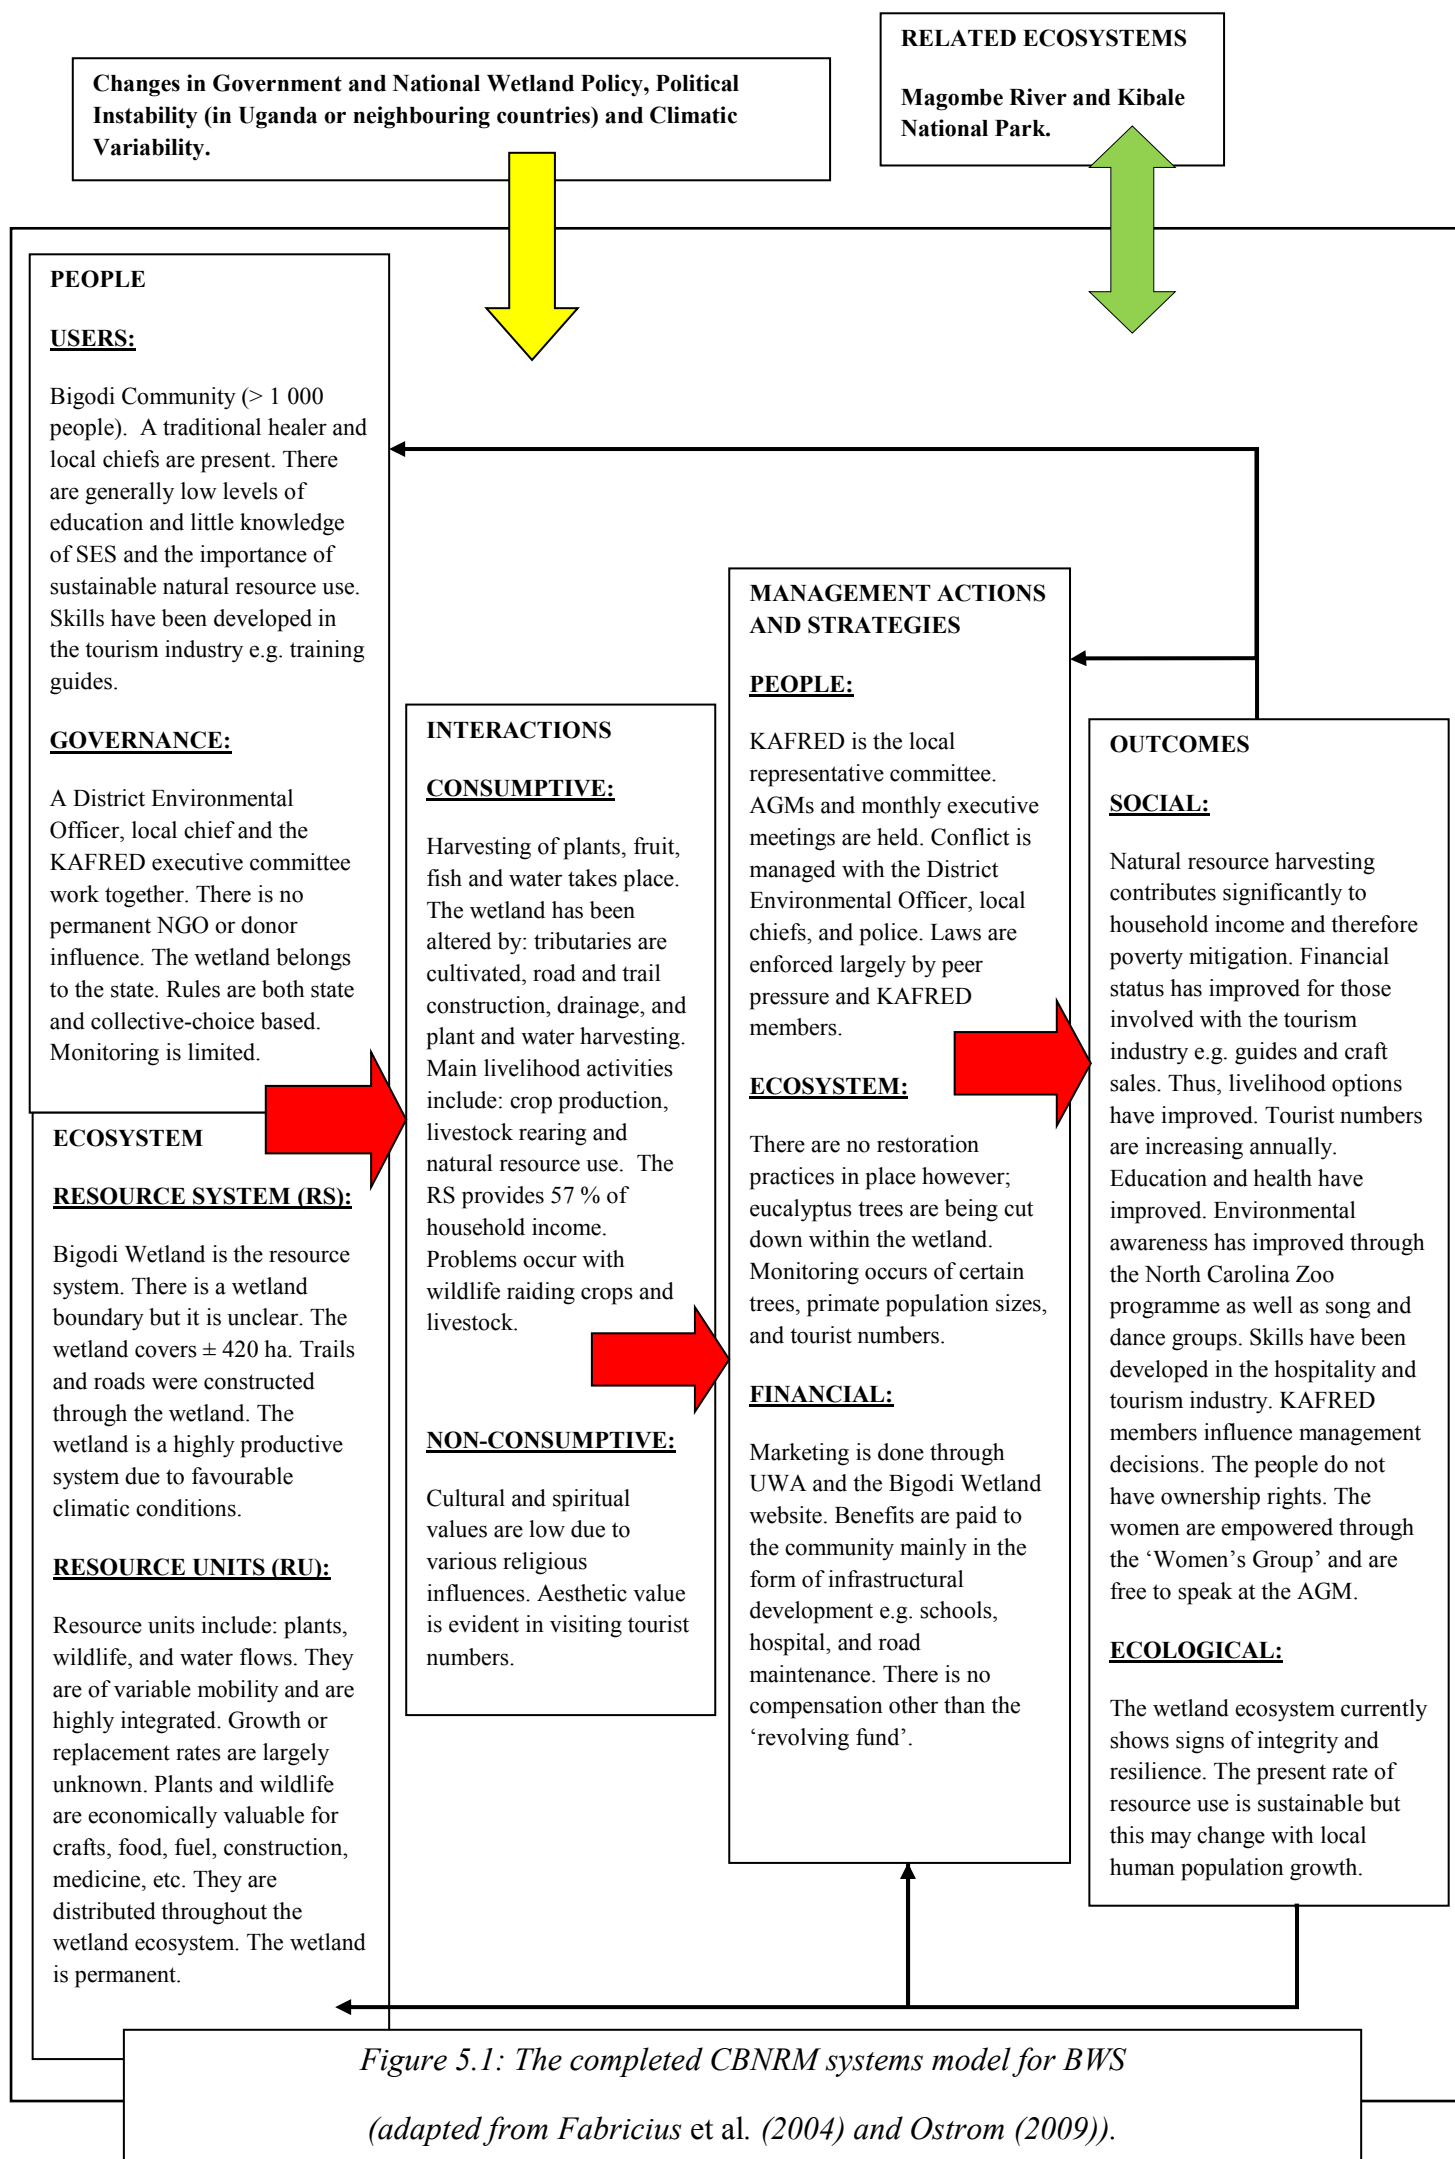 Changes in Government and National Wetland Policy, Political
Instability (in Uganda or neighbouring countries) and Climatic
Variability.
RELATED ECOSYSTEMS
Magombe River and Kibale
National Park.
PEOPLE
USERS:
Bigodi Community (> 1 000
people).  A traditional healer and
local chiefs are present. There
are generally low levels of
education and little knowledge
of SES and the importance of
sustainable natural resource use.
Skills have been developed in
the tourism industry e.g. training
guides.
GOVERNANCE:
A District Environmental
Officer, local chief and the
KAFRED executive committee
work together. There is no
permanent NGO or donor
influence. The wetland belongs
to the state. Rules are both state
and collective-choice based.
Monitoring is limited.
ECOSYSTEM
RESOURCE SYSTEM (RS):
Bigodi Wetland is the resource
system. There is a wetland
boundary but it is unclear. The
wetland covers ± 420 ha. Trails
and roads were constructed
through the wetland. The
wetland is a highly productive
system due to favourable
climatic conditions.
RESOURCE UNITS (RU):
Resource units include: plants,
wildlife, and water flows. They
are of variable mobility and are
highly integrated. Growth or
replacement rates are largely
unknown. Plants and wildlife
are economically valuable for
crafts, food, fuel, construction,
medicine, etc. They are
distributed throughout the
wetland ecosystem. The wetland
is permanent.
INTERACTIONS
CONSUMPTIVE:
Harvesting of plants, fruit,
fish and water takes place.
The wetland has been
altered by: tributaries are
cultivated, road and trail
construction, drainage, and
plant and water harvesting.
Main livelihood activities
include: crop production,
livestock rearing and
natural resource use.  The
RS provides 57 % of
household income.
Problems occur with
wildlife raiding crops and
livestock.
NON-CONSUMPTIVE:
Cultural and spiritual
values are low due to
various religious
influences. Aesthetic value
is evident in visiting tourist
numbers.
MANAGEMENT ACTIONS
AND STRATEGIES
PEOPLE:
KAFRED is the local
representative committee.
AGMs and monthly executive
meetings are held. Conflict is
managed with the District
Environmental Officer, local
chiefs, and police. Laws are
enforced largely by peer
pressure and KAFRED
members.
ECOSYSTEM:
There are no restoration
practices in place however;
eucalyptus trees are being cut
down within the wetland.
Monitoring occurs of certain
trees, primate population sizes,
and tourist numbers.
FINANCIAL:
Marketing is done through
UWA and the Bigodi Wetland
website. Benefits are paid to
the community mainly in the
form of infrastructural
development e.g. schools,
hospital, and road
maintenance. There is no
compensation other than the
‘revolving fund’.
OUTCOMES
SOCIAL:
Natural resource harvesting
contributes significantly to
household income and therefore
poverty mitigation. Financial
status has improved for those
involved with the tourism
industry e.g. guides and craft
sales. Thus, livelihood options
have improved. Tourist numbers
are increasing annually.
Education and health have
improved. Environmental
awareness has improved through
the North Carolina Zoo
programme as well as song and
dance groups. Skills have been
developed in the hospitality and
tourism industry. KAFRED
members influence management
decisions. The people do not
have ownership rights. The
women are empowered through
the ‘Women’s Group’ and are
free to speak at the AGM.
ECOLOGICAL:
The wetland ecosystem currently
shows signs of integrity and
resilience. The present rate of
resource use is sustainable but
this may change with local
human population growth.
Figure 5.1: The completed CBNRM systems model for BWS
(adapted from Fabricius et al. (2004) and Ostrom (2009)).